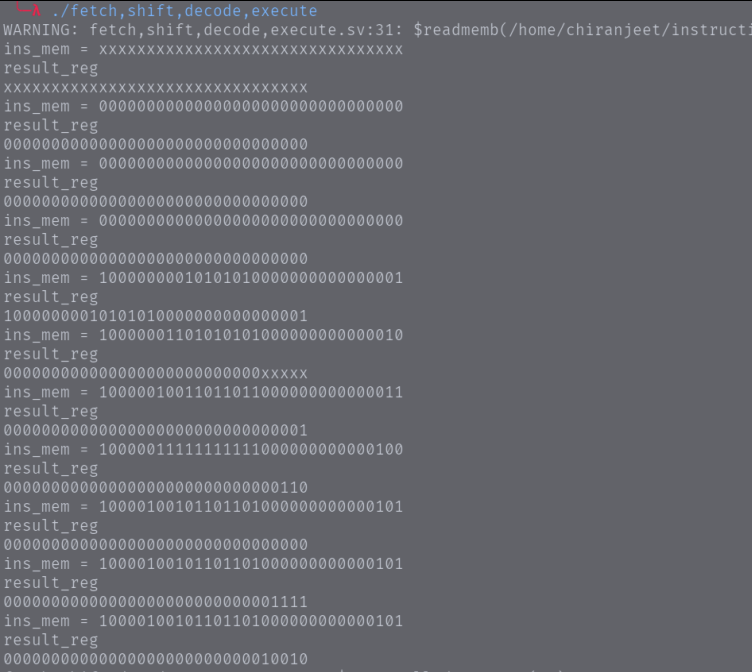 ./fetch,shift,decode,execute
WARNING: fetch,shift,decode,execute.sv:31: $readmemb(/home/chiranjeet/instructi
ins_mem = xxxxxxxxxxxxxxxxxxxxxxxxxxxxxxxx
result_reg
xxxxxxxxxxxxxxxxxxxxxxxxxxxxxxxx
ins_mem = 00000000000000000000000000000000
result_reg
00000000000000000000000000000000
ins_mem = 00000000000000000000000000000000
result_reg
00000000000000000000000000000000
ins_mem = 00000000000000000000000000000000
result_reg
00000000000000000000000000000000
ins_mem = 10000000010101010000000000000001
result_reg
10000000010101010000000000000001
ins_mem = 10000001101010101000000000000010
result_reg
000000000000000000000000000xxxxx
ins_mem = 10000010011011011000000000000011
result_reg
00000000000000000000000000000001
ins_mem = 10000011111111111000000000000100
result_reg
00000000000000000000000000000110
ins_mem = 10000100101101101000000000000101
result_reg
00000000000000000000000000000000
ins_mem = 10000100101101101000000000000101
result_reg
00000000000000000000000000001111
ins_mem = 10000100101101101000000000000101
result_reg
00000000000000000000000000010010